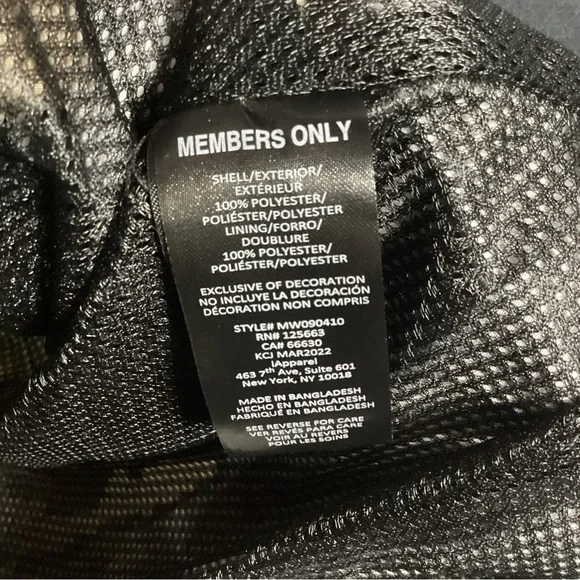 MEMBERS ONLY
SHELL/EXTERIOR/
EXTÉRIEUR
100% POLYESTER/
POLIÉSTER/POLYESTER
LINING/FORRO/
DOUBLURE
100% POLYESTER/
POLIÉSTER/POLYESTER
EXCLUSIVE OF DECORATION
NO INCLUYE LA DECORACIÓN
DÉCORATION NON COMPRIS
STYLE# MW090410
RN# 125663
CA# 66630
KCJ MAR2022
iApparel
463 7th Ave, Suite 601
New York, NY 10018
MADE IN BANGLADESH
HECHO EN BANGLADESH
FABRIQUÉ EN BANGLADESH
SEE REVERSE FOR CARE
VER REVÉS PARA CARE
VOIR AU REVERS
POUR LES SOINS